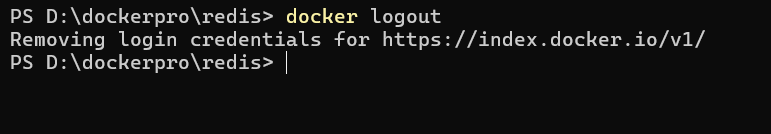 PS D:\dockerpro\redis> docker logout
Removing login credentials for https://index.docker.io/v1/
PS D:\dockerpro\redis>